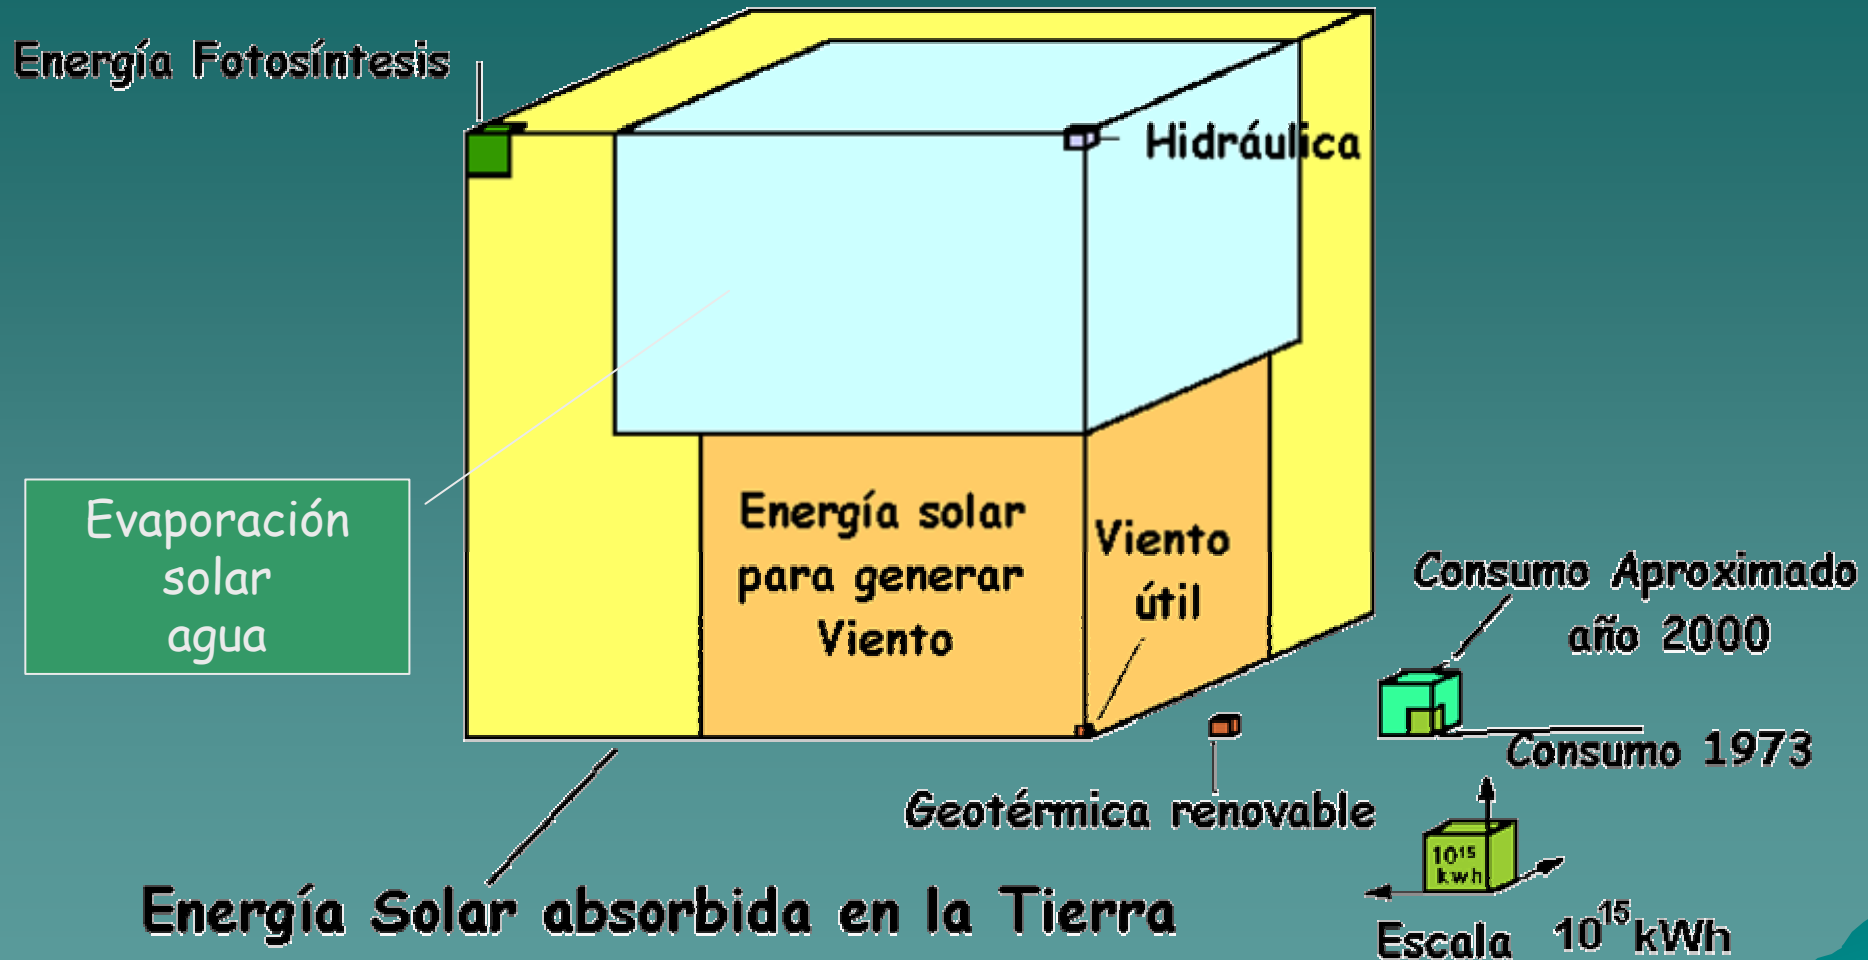 Energía Fotosíntesis
Hidráulica
Evaporación
solar
agua
Energía solar
para generar
Viento
Viento
útil
Consumo Aproximado
año 2000
Consumo 1973
Geotérmica renovable
10¹⁵
kwh
Energía Solar absorbida en la Tierra
Escala 10¹⁵kWh